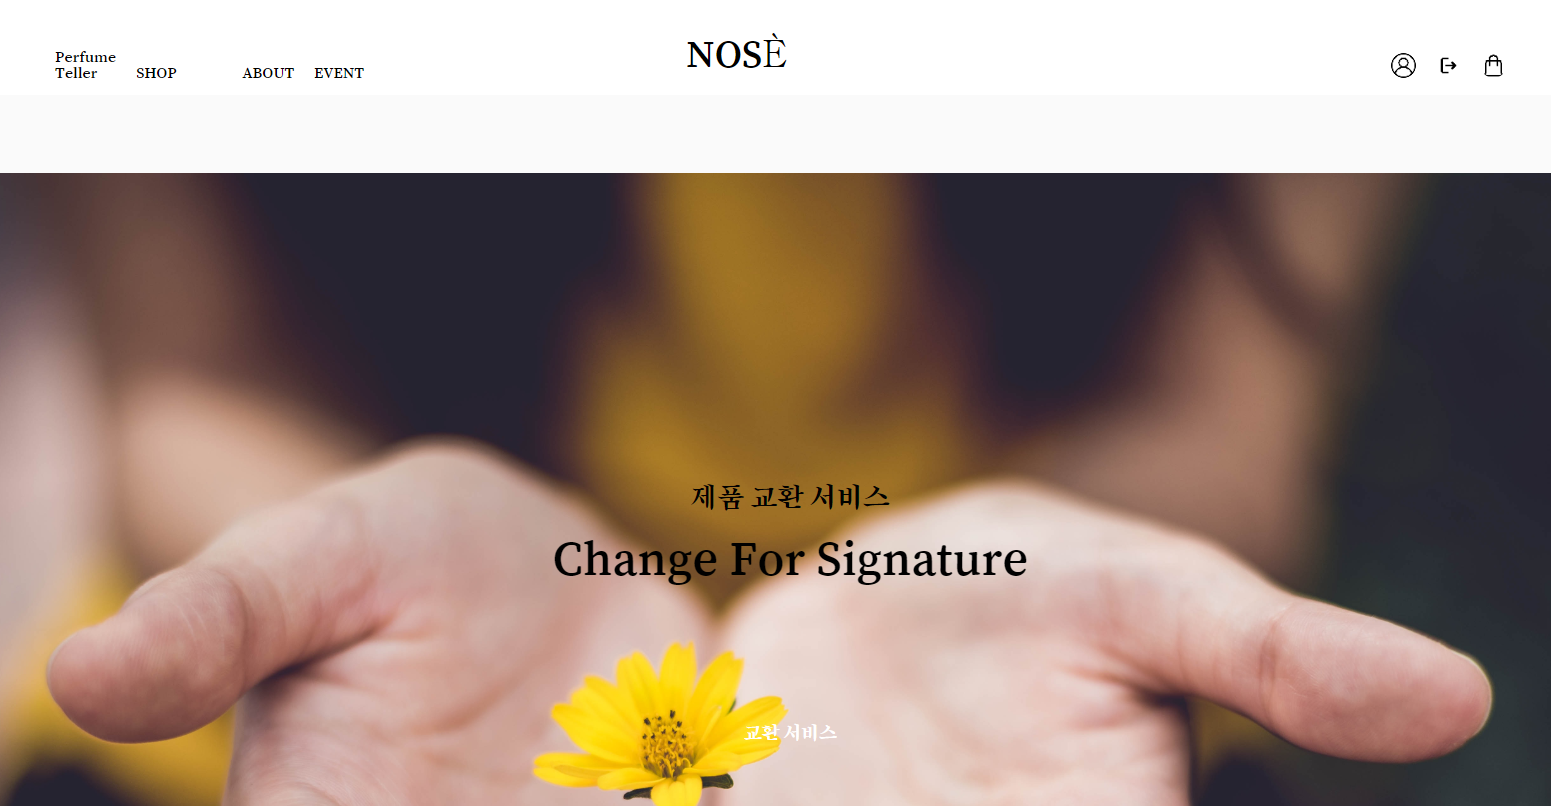 Perfume
Teller
SHOP
ABOUT
EVENT
NOSÈ
제품 교환 서비스
Change For Signature
교환 서비스